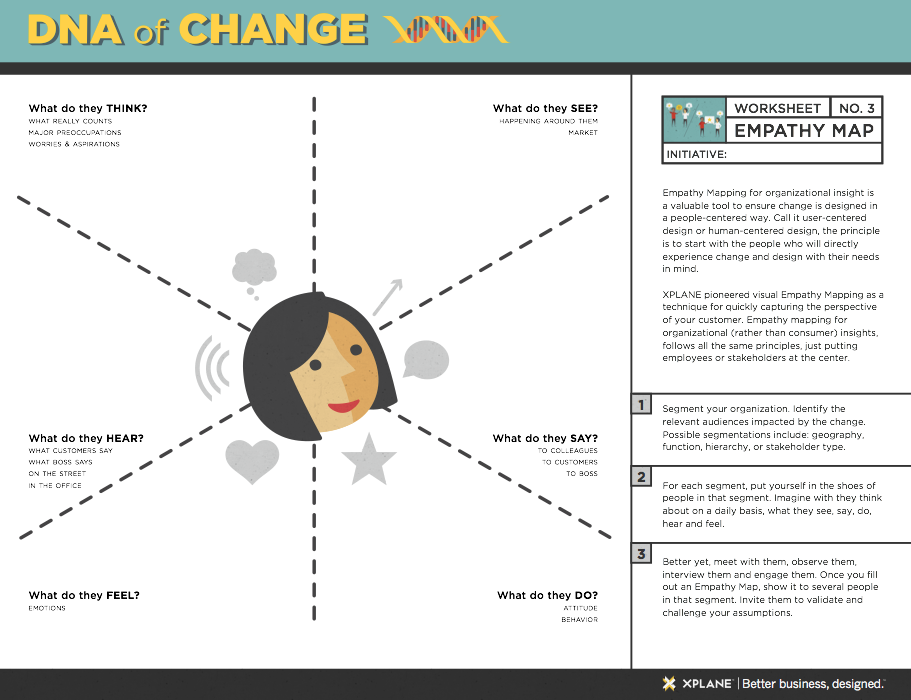 DNA of CHANGE
What do they THINK?
WHAT REALLY COUNTS
MAJOR PREOCCUPATIONS
WORRIES & ASPIRATIONS
What do they SEE?
HAPPENING AROUND THEM
MARKET
What do they HEAR?
WHAT CUSTOMERS SAY
WHAT BOSS SAYS
ON THE STREET
IN THE OFFICE
What do they SAY?
TO COLLEAGUES
TO CUSTOMERS
TO BOSS
What do they FEEL?
EMOTIONS
What do they DO?
ATTITUDE
BEHAVIOR
WORKSHEET NO. 3
EMPATHY MAP
INITIATIVE:
Empathy Mapping for organizational insight is
a valuable tool to ensure change is designed in
a people-centered way. Call it user-centered
design or human-centered design, the principle
is to start with the people who will directly
experience change and design with their needs
in mind.
XPLANE pioneered visual Empathy Mapping as a
technique for quickly capturing the perspective
of your customer. Empathy mapping for
organizational (rather than consumer) insights,
follows all the same principles, just putting
employees or stakeholders at the center.
1
Segment your organization. Identify the
relevant audiences impacted by the change.
Possible segmentations include: geography,
function, hierarchy, or stakeholder type.
2
For each segment, put yourself in the shoes of
people in that segment. Imagine with they think
about on a daily basis, what they see, say, do,
hear and feel.
3
Better yet, meet with them, observe them,
interview them and engage them. Once you fill
out an Empathy Map, show it to several people
in that segment. Invite them to validate and
challenge your assumptions.
XPLANE | Better business, designed.